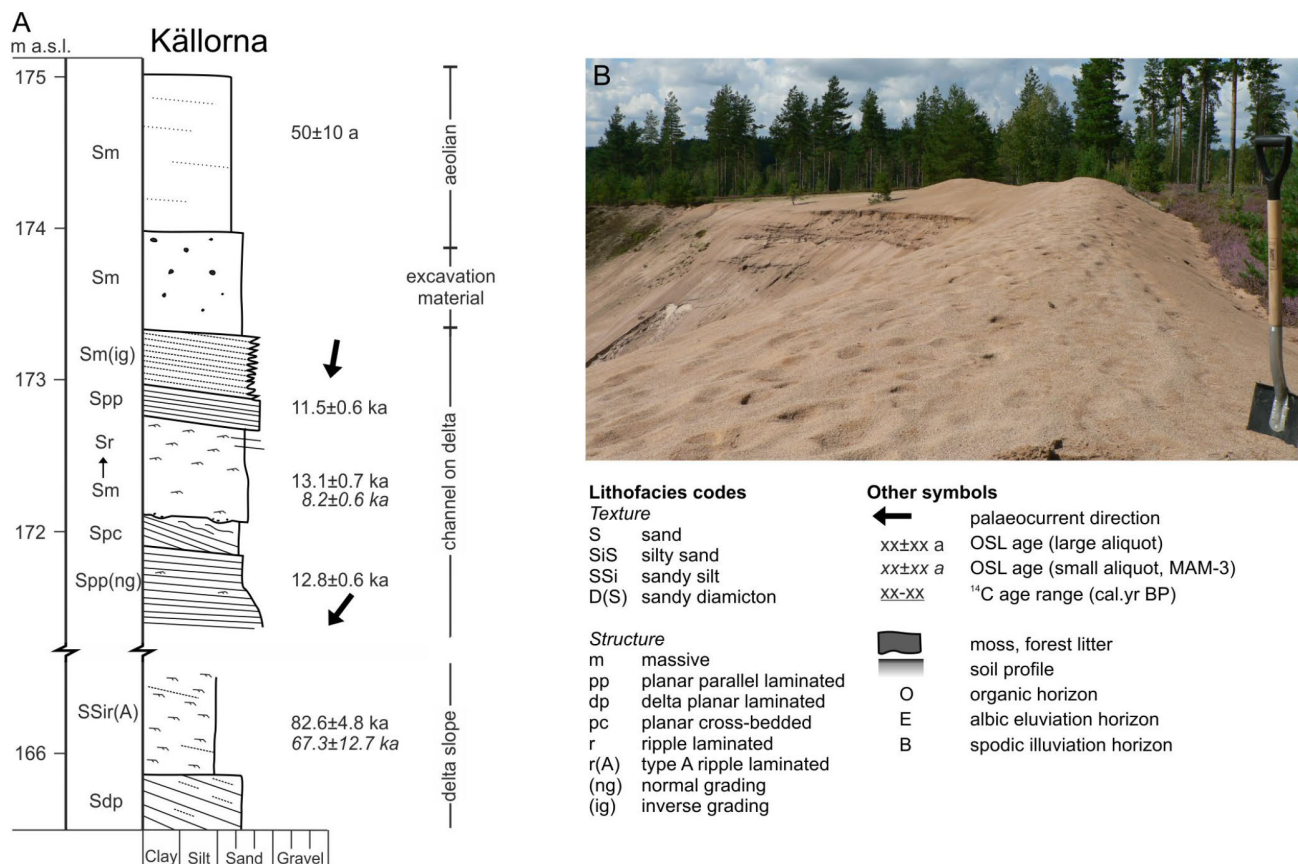 A
m a.s.l.
Källorna
175
Sm
50±10 a
aeolian
174
Sm
excavation
material
Sm(ig)
173
Spp
11.5±0.6 ka
Sr
Sm
13.1±0.7 ka
8.2±0.6 ka
channel on delta
172
Spc
Spp(ng)
12.8±0.6 ka
SSir(A)
82.6±4.8 ka
67.3±12.7 ka
delta slope
166
Sdp
Clay Silt Sand Gravel
B
Lithofacies codes
Texture
S sand
SiS silty sand
SSi sandy silt
D(S) sandy diamicton
Structure
m massive
pp planar parallel laminated
dp delta planar laminated
pc planar cross-bedded
r ripple laminated
r(A) type A ripple laminated
(ng) normal grading
(ig) inverse grading
Other symbols
palaeocurrent direction
xx±xx a OSL age (large aliquot)
xx±xx a OSL age (small aliquot, MAM-3)
xx-xx ¹⁴C age range (cal.yr BP)
moss, forest litter
soil profile
O organic horizon
E albic eluviation horizon
B spodic illuviation horizon